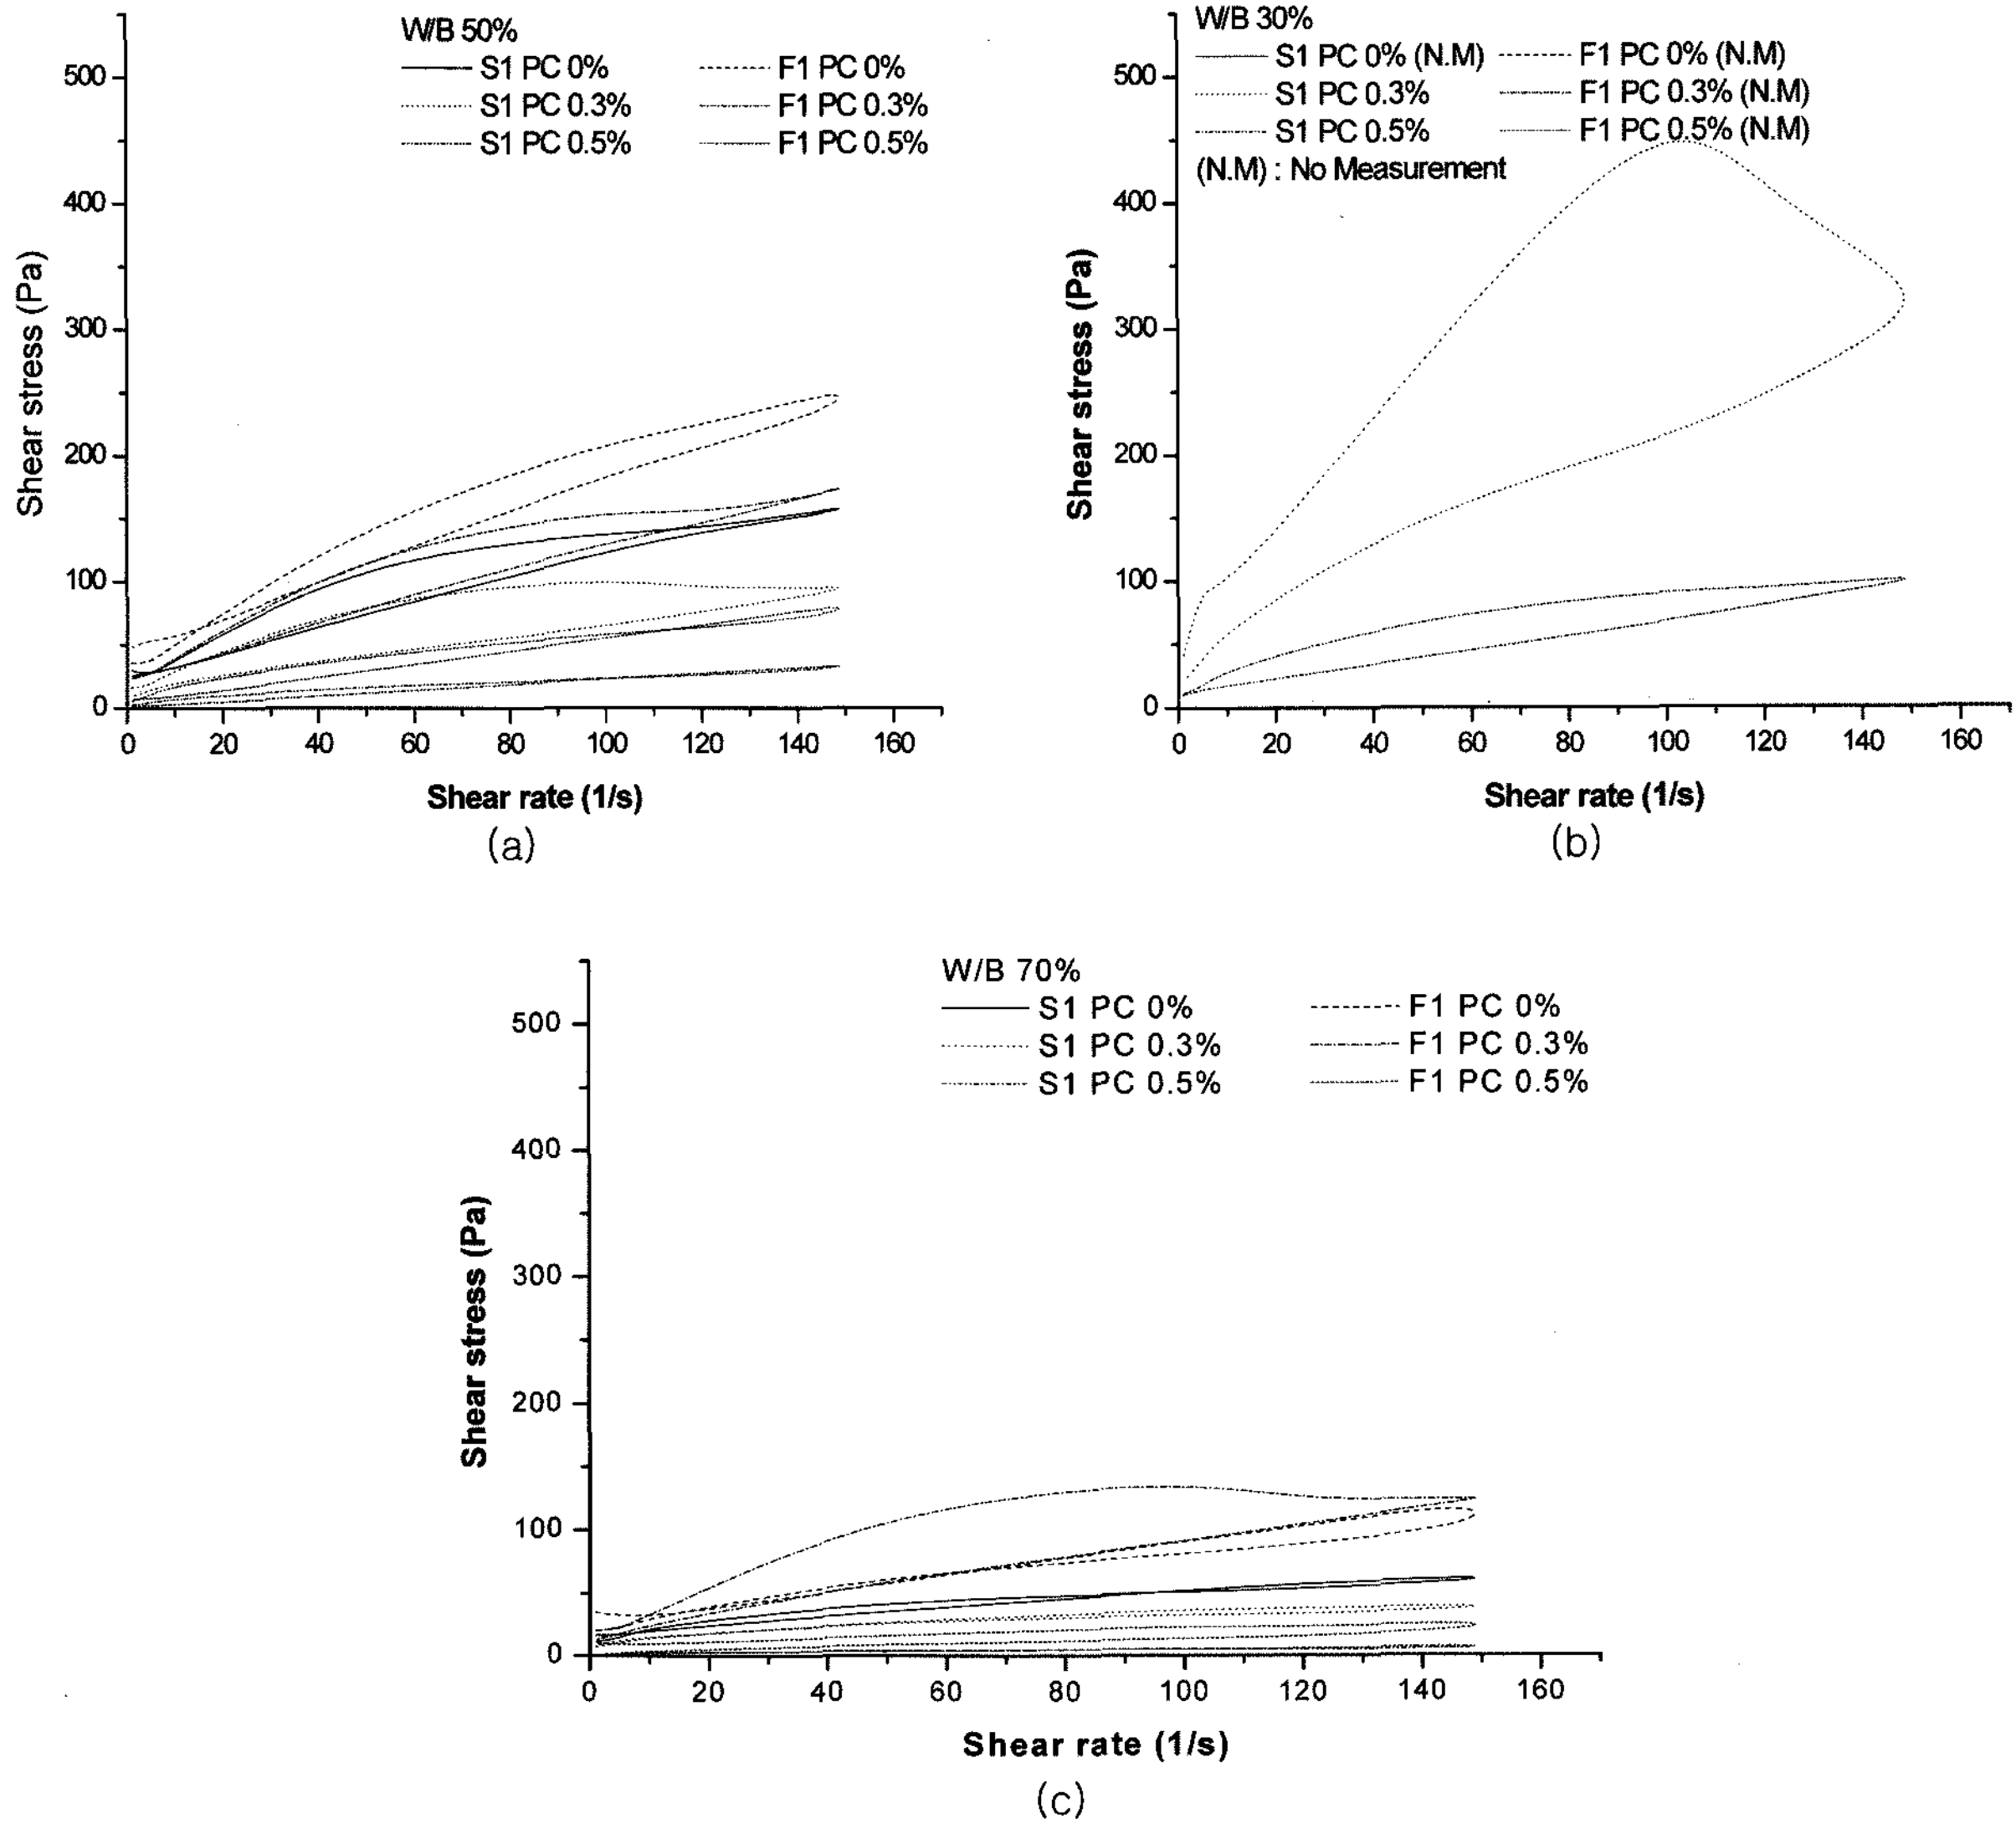 W/B 50%
S1 PC 0% F1 PC 0%
S1 PC 0.3% F1 PC 0.3%
S1 PC 0.5% F1 PC 0.5%
500
400
300
200
100
0
Shear stress (Pa)
0 20 40 60 80 100 120 140 160
Shear rate (1/s)
(a)
W/B 30%
S1 PC 0% (N.M) F1 PC 0% (N.M)
S1 PC 0.3% F1 PC 0.3% (N.M)
S1 PC 0.5% F1 PC 0.5% (N.M)
(N.M) : No Measurement
500
400
300
200
100
0
Shear stress (Pa)
0 20 40 60 80 100 120 140 160
Shear rate (1/s)
(b)
W/B 70%
S1 PC 0% F1 PC 0%
S1 PC 0.3% F1 PC 0.3%
S1 PC 0.5% F1 PC 0.5%
500
400
300
200
100
0
Shear stress (Pa)
0 20 40 60 80 100 120 140 160
Shear rate (1/s)
(c)